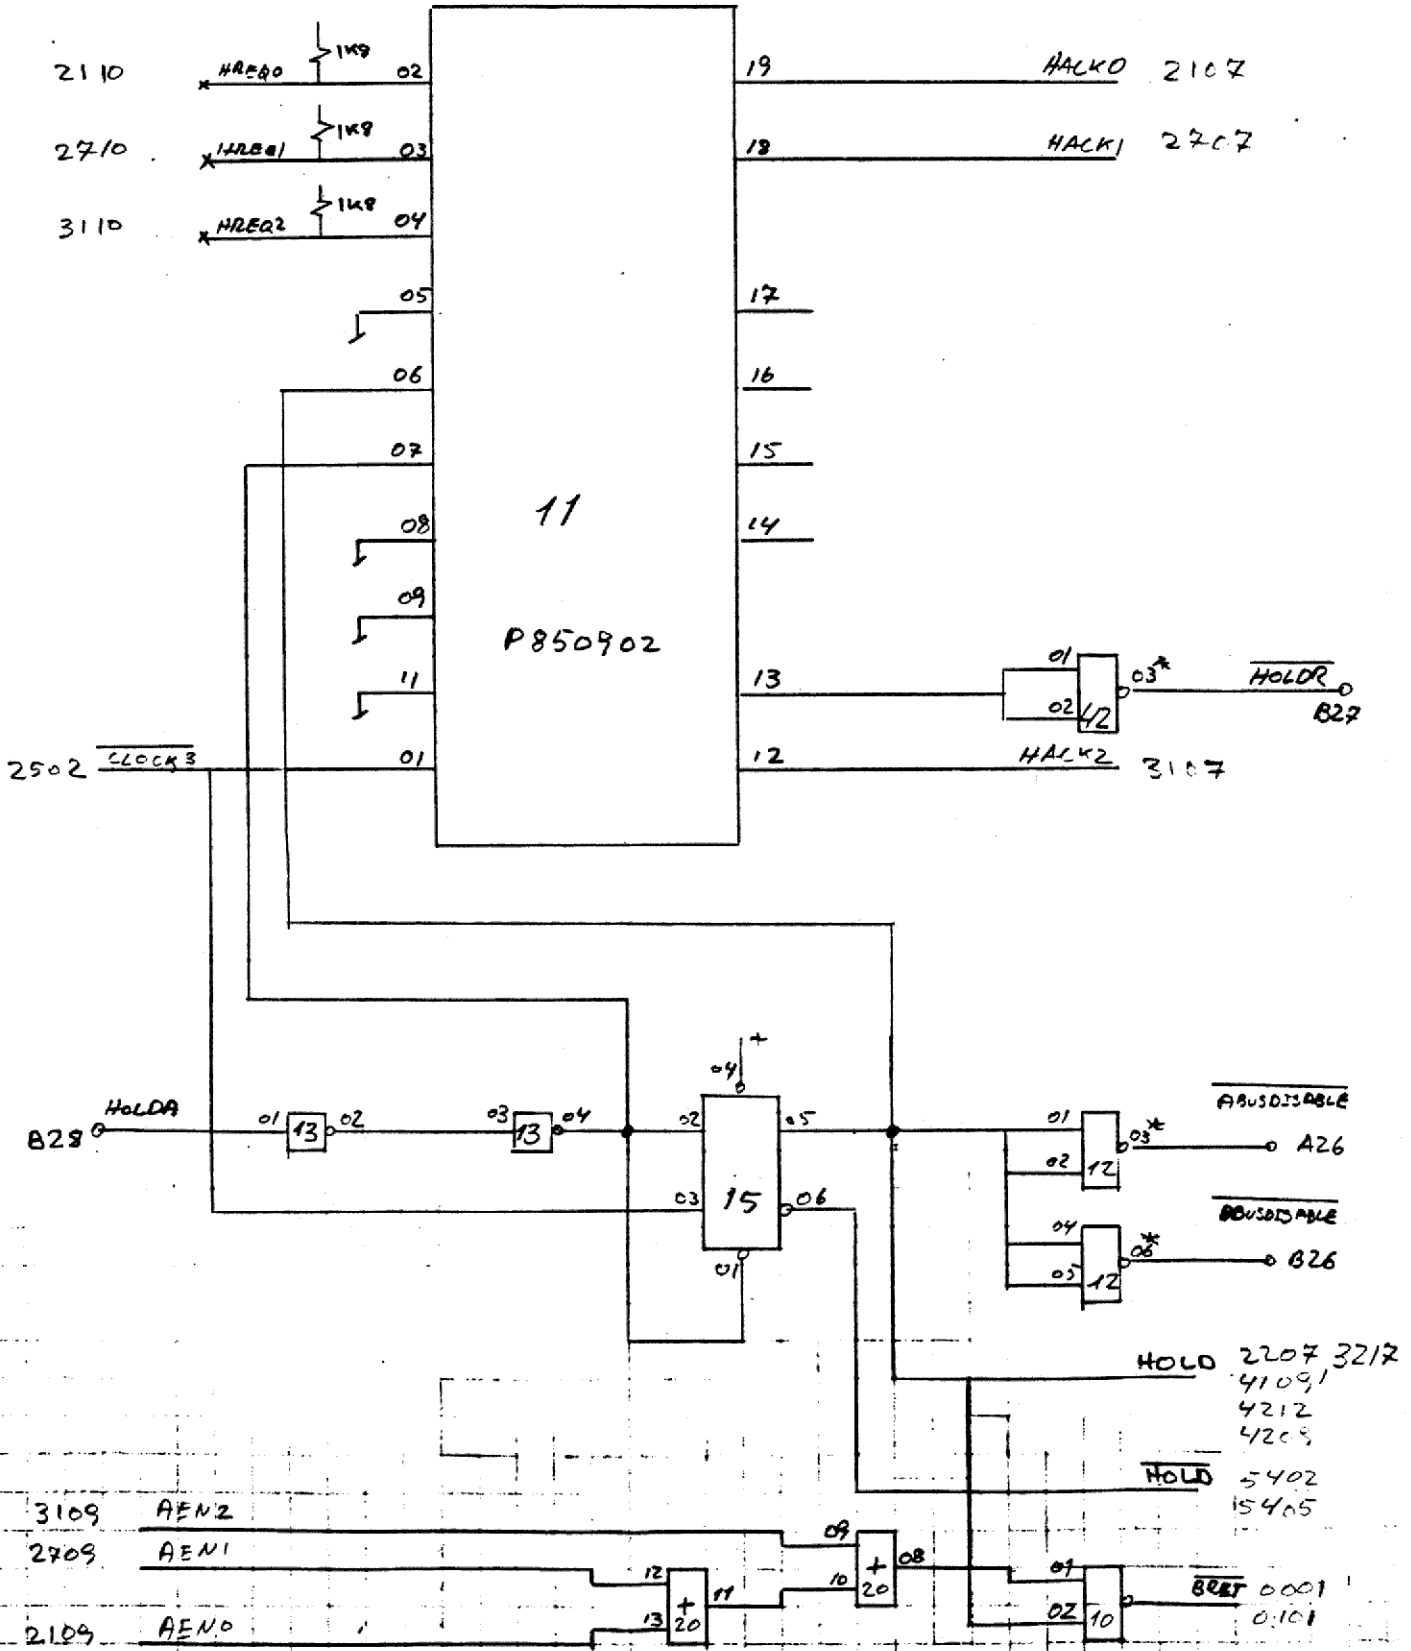 2110 HREQ0 1K8 02 19 HACK0 2107
2710 HREQ1 1K8 03 18 HACK1 2707
3110 HREQ2 1K8 04
05 17
06 16
07 15
11
08 14
09
P850902
11 13 01 02 42 03* HOLDR B27
2502 CLOCK3 01 12 HACK2 3107
+
04
B28 HOLDA 01 13 02 03 13 04 02 05 01 02 12 03* ABUSDISABLE A26
03 15 06
01
04 05 12 06* B26
HOLD 2207, 3217
4109,
4212
HOLD 5402
5405
3109 AEN2 09
2709 AEN1 12 10 + 20 08 01
13 + 20 11 02 10 0001
0101
2109 AEN0